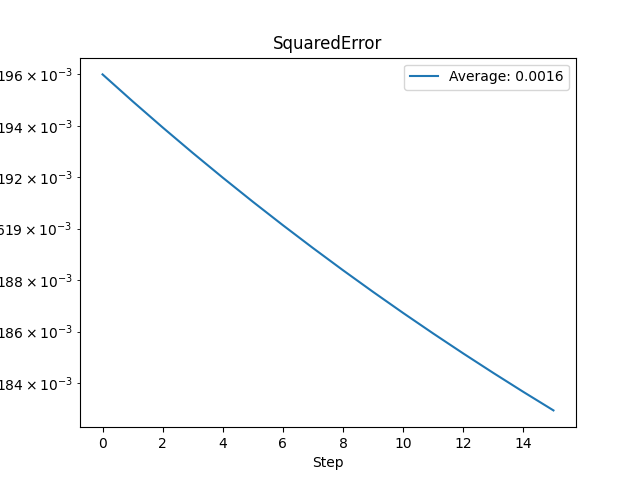 SquaredError
Average: 0.0016
196 × 10⁻³
194 × 10⁻³
192 × 10⁻³
619 × 10⁻³
188 × 10⁻³
186 × 10⁻³
184 × 10⁻³
0 2 4 6 8 10 12 14
Step